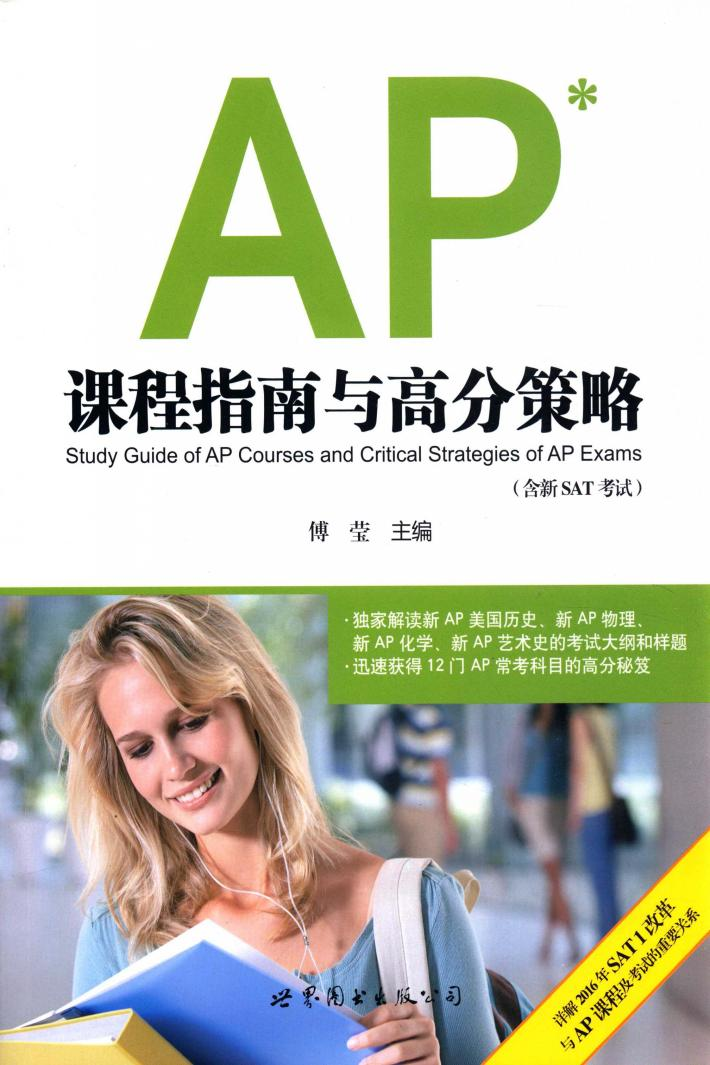 AP*
课程指南与高分策略
Study Guide of AP Courses and Critical Strategies of AP Exams
（含新SAT考试）
傅 莹 主编
·独家解读新AP美国历史、新AP物理、
新AP化学、新AP艺术史的考试大纲和样题
·迅速获得12门AP常考科目的高分秘笈
详解2016年SAT 1改革
与AP课程及考试的重要关系
世界图书出版公司